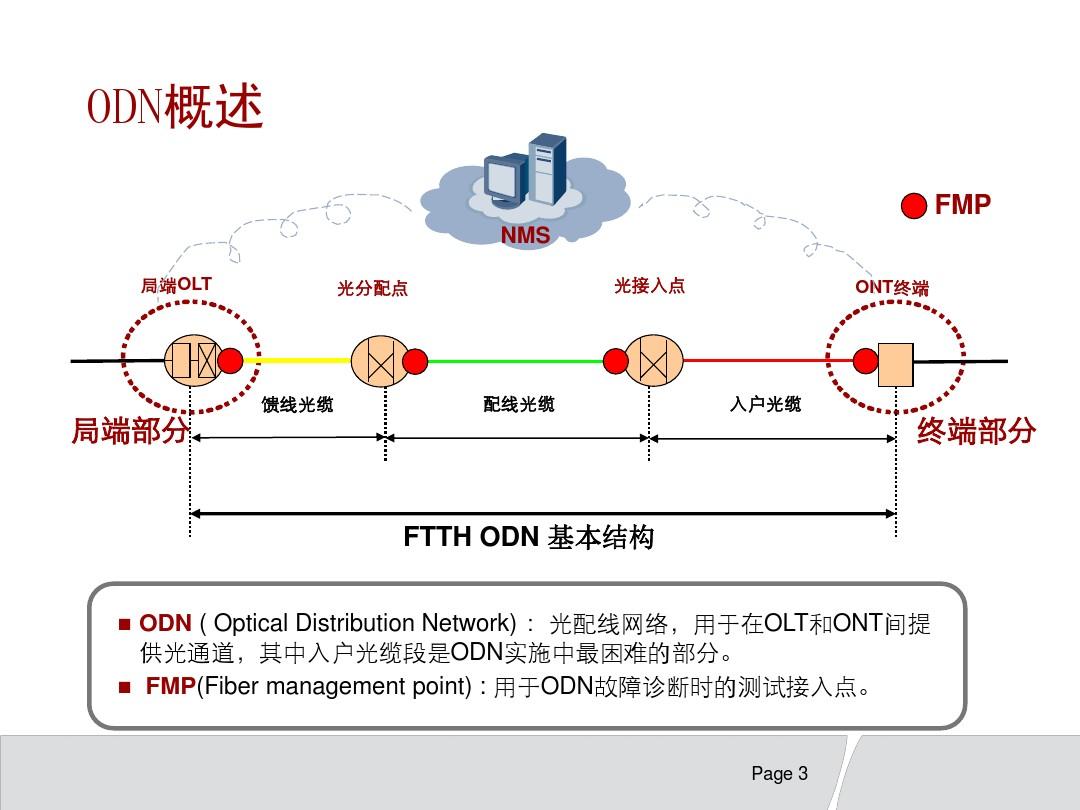 ODN概述
NMS
FMP
局端OLT
光分配点
光接入点
ONT终端
馈线光缆
配线光缆
入户光缆
局端部分
终端部分
FTTH ODN 基本结构
■ ODN ( Optical Distribution Network) ： 光配线网络，用于在OLT和ONT间提
供光通道，其中入户光缆段是ODN实施中最困难的部分。
■ FMP(Fiber management point) : 用于ODN故障诊断时的测试接入点。
Page 3